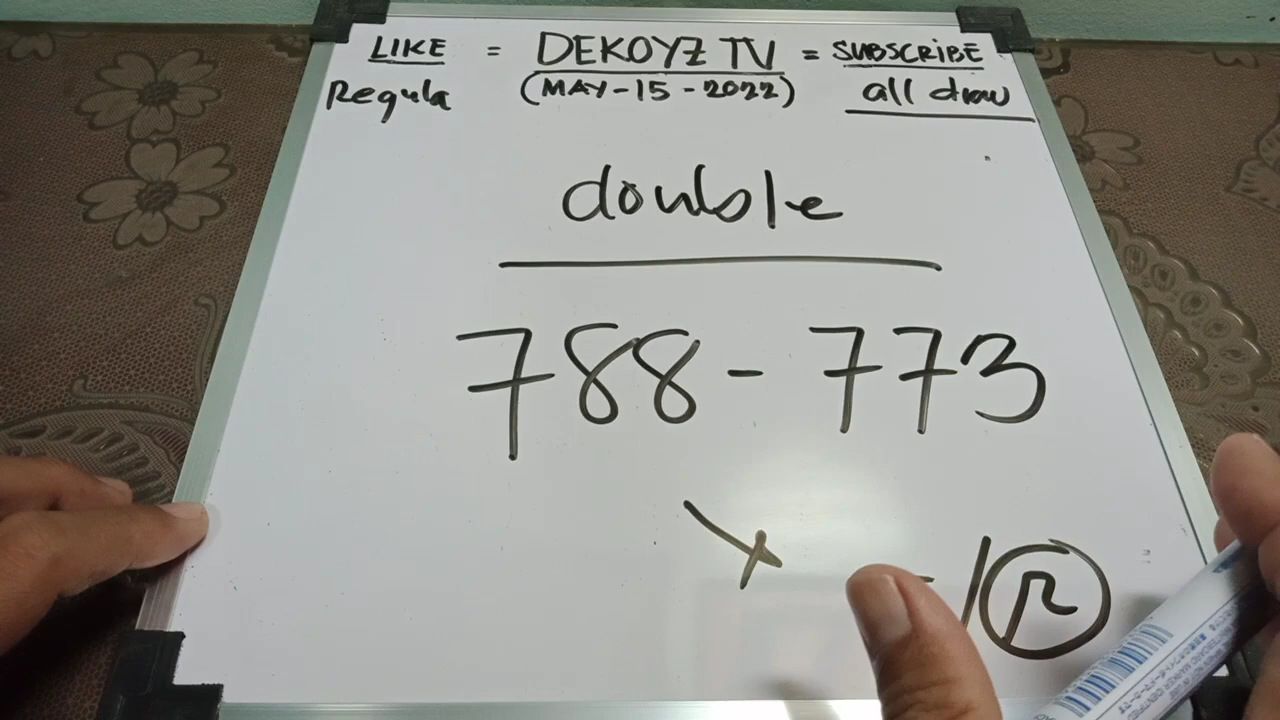 LIKE = DEKOYZ TV = SUBSCRIBE
Regula (MAY-15-2022) all draw
double
788-773
R